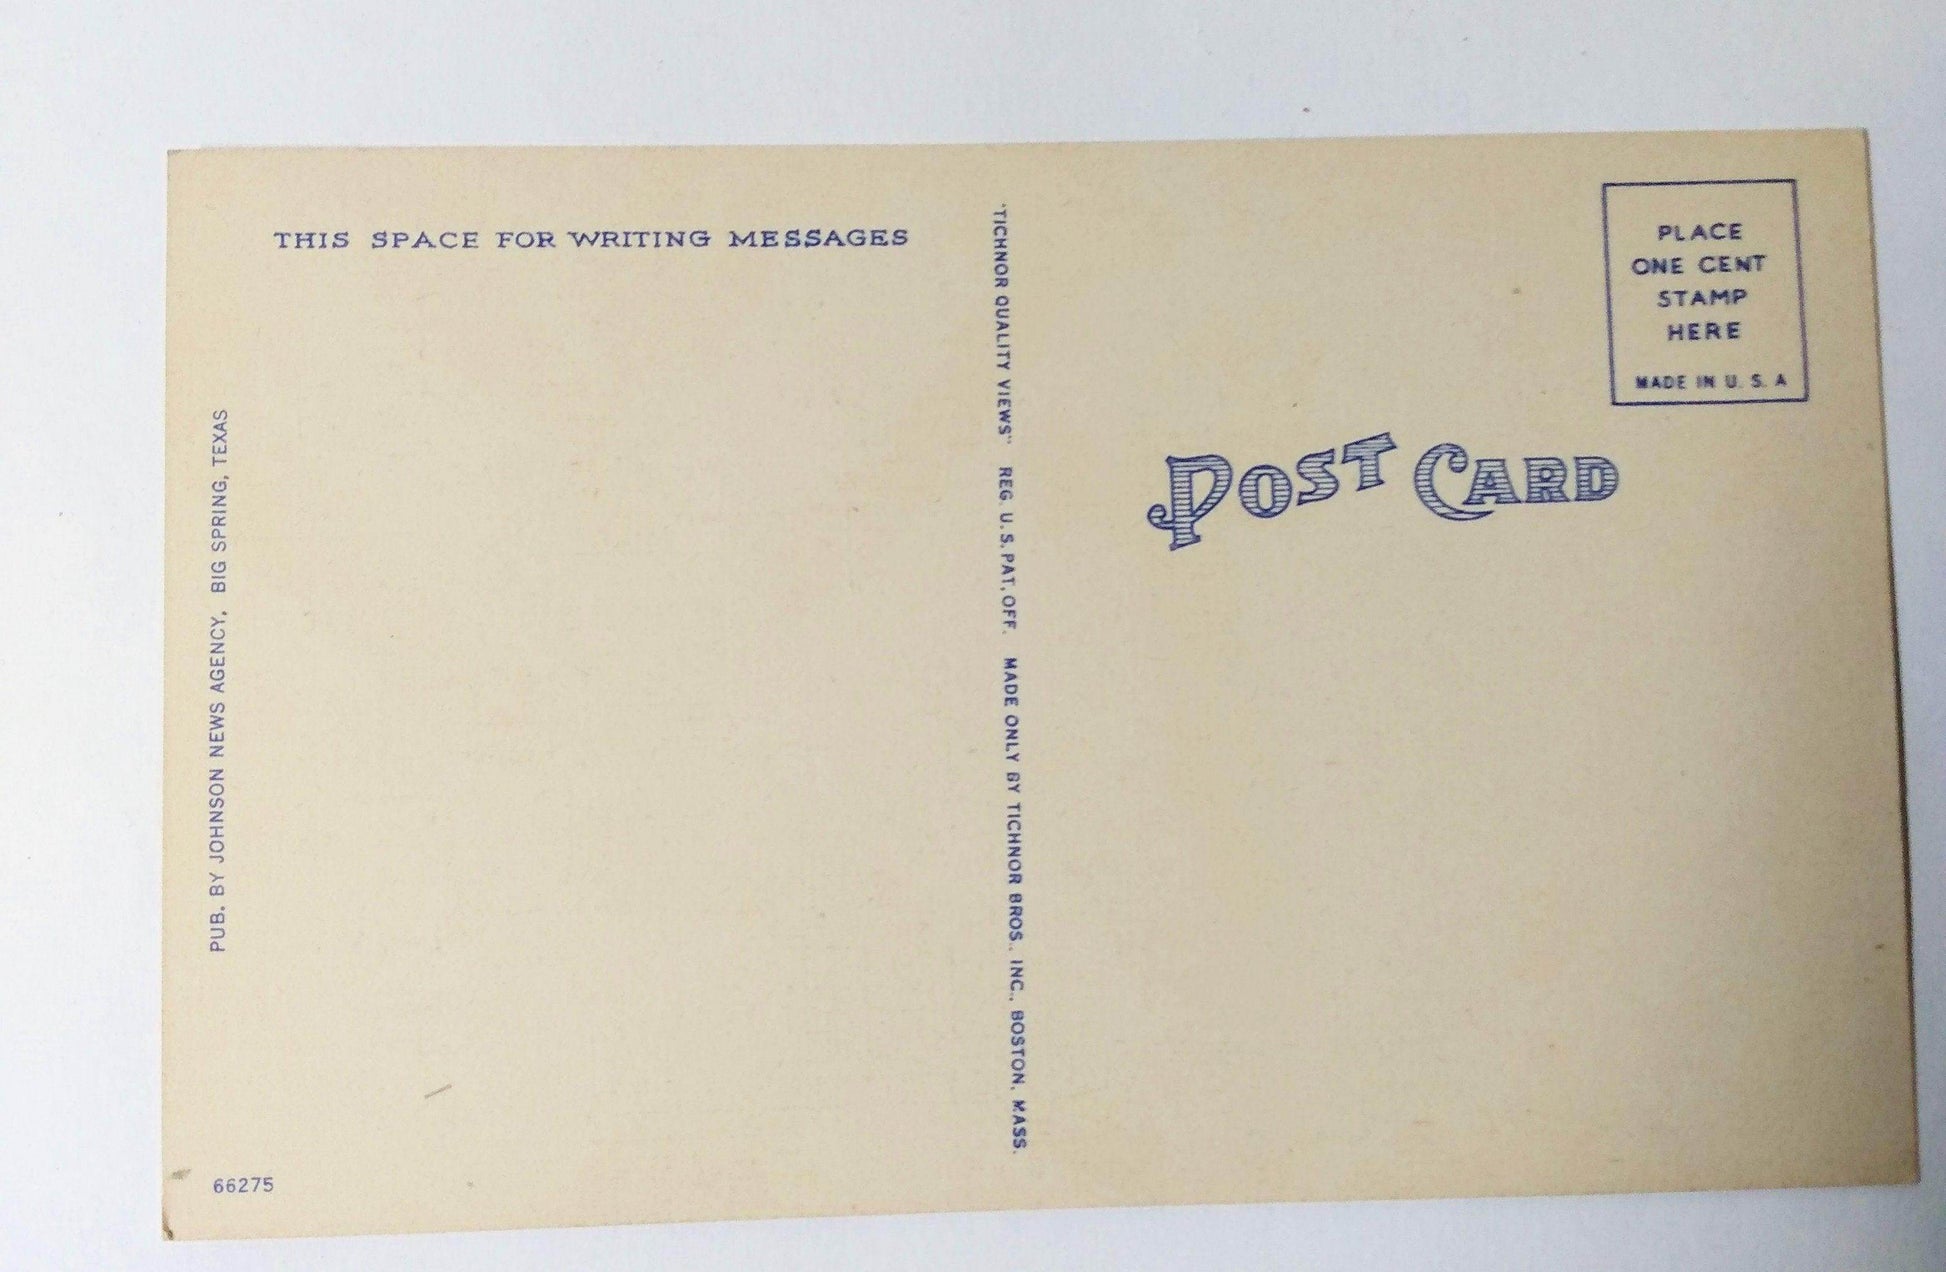 THIS SPACE FOR WRITING MESSAGES
PUB. BY JOHNSON NEWS AGENCY, BIG SPRING, TEXAS
66275
"TICHNOR QUALITY VIEWS" REG. U. S. PAT. OFF. MADE ONLY BY TICHNOR BROS., INC., BOSTON, MASS.
PLACE
ONE CENT
STAMP
HERE
MADE IN U. S. A
POST CARD